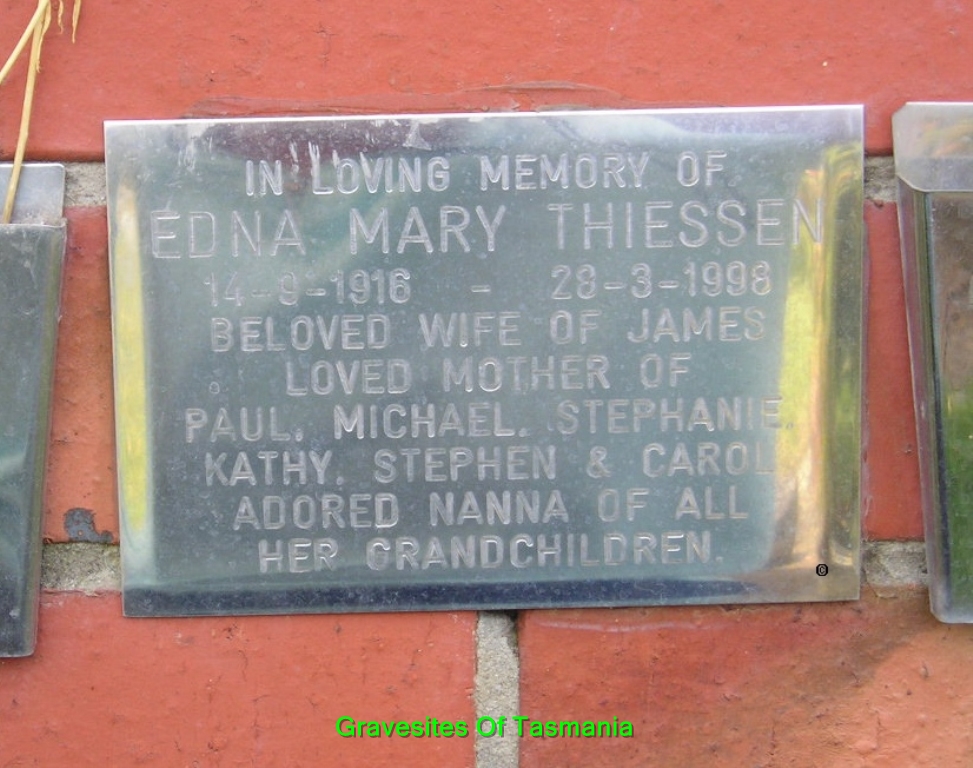 IN LOVING MEMORY OF
EDNA MARY THIESSEN
14-9-1916 - 28-3-1998
BELOVED WIFE OF JAMES
LOVED MOTHER OF
PAUL, MICHAEL, STEPHANIE,
KATHY, STEPHEN & CAROL
ADORED NANNA OF ALL
HER GRANDCHILDREN.
©
Gravesites Of Tasmania